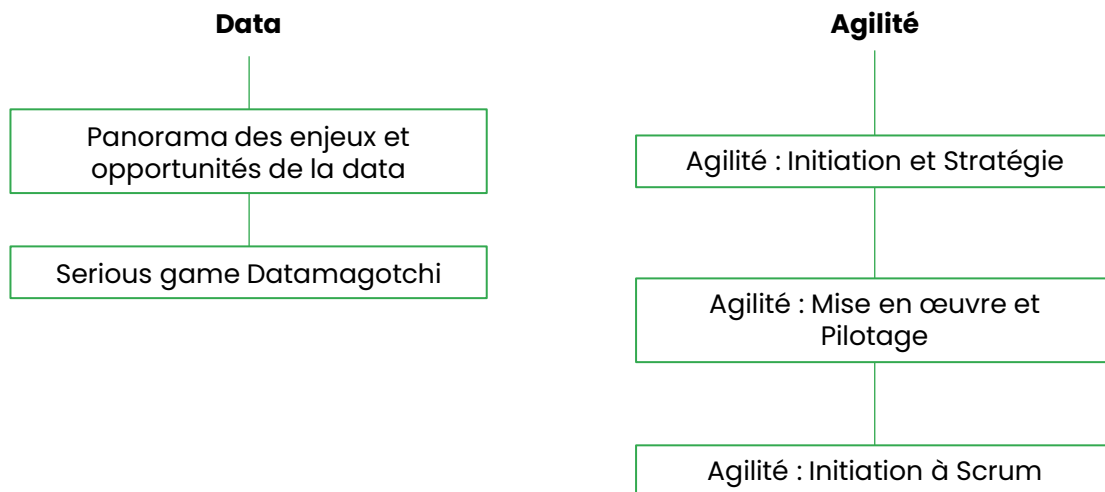 Data
Panorama des enjeux et
opportunités de la data
Serious game Datamagotchi
Agilité
Agilité : Initiation et Stratégie
Agilité : Mise en œuvre et
Pilotage
Agilité : Initiation à Scrum